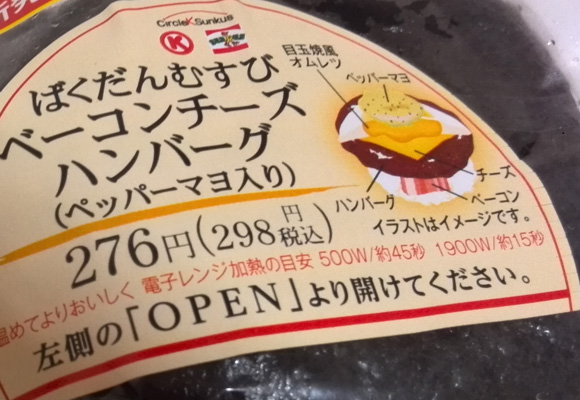 CircleK Sunkus
K
ばくだんむすび
ベーコンチーズ
ハンバーグ
(ペッパーマヨ入り)
276円(298円税込)
目玉焼風
オムレツ
ペッパーマヨ
チーズ
ベーコン
ハンバーグ
イラストはイメージです。
温めてよりおいしく 電子レンジ加熱の目安 500W/約45秒 1900W/約15秒
左側の「OPEN」より開けてください。